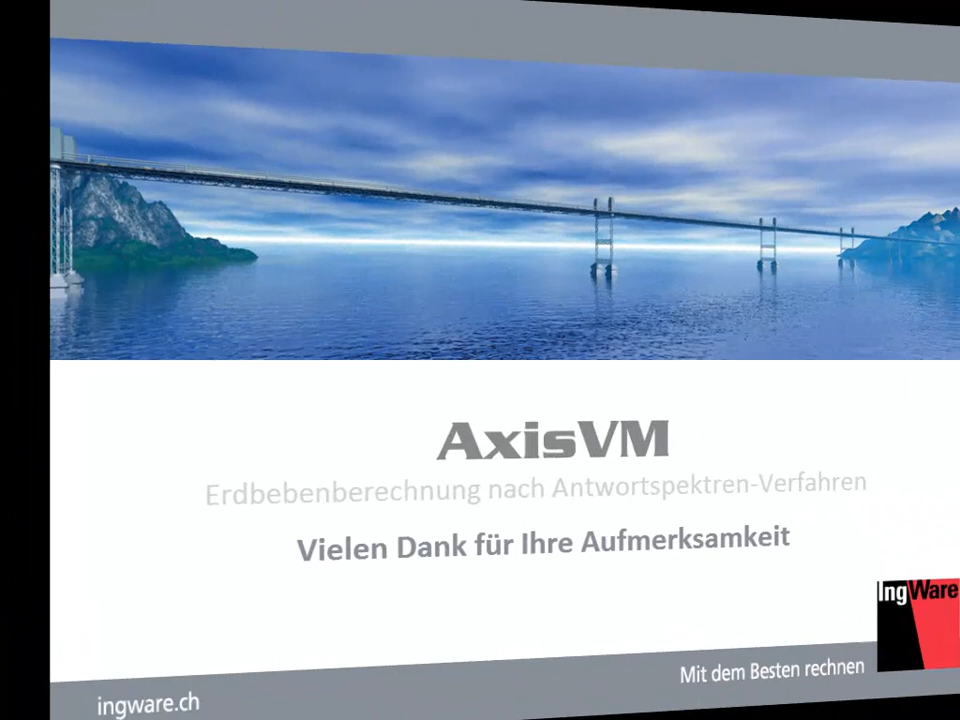 AxisVM
Erdbebenberechnung nach Antwortspektren-Verfahren
Vielen Dank für Ihre Aufmerksamkeit
IngWare
Mit dem Besten rechnen
ingware.ch